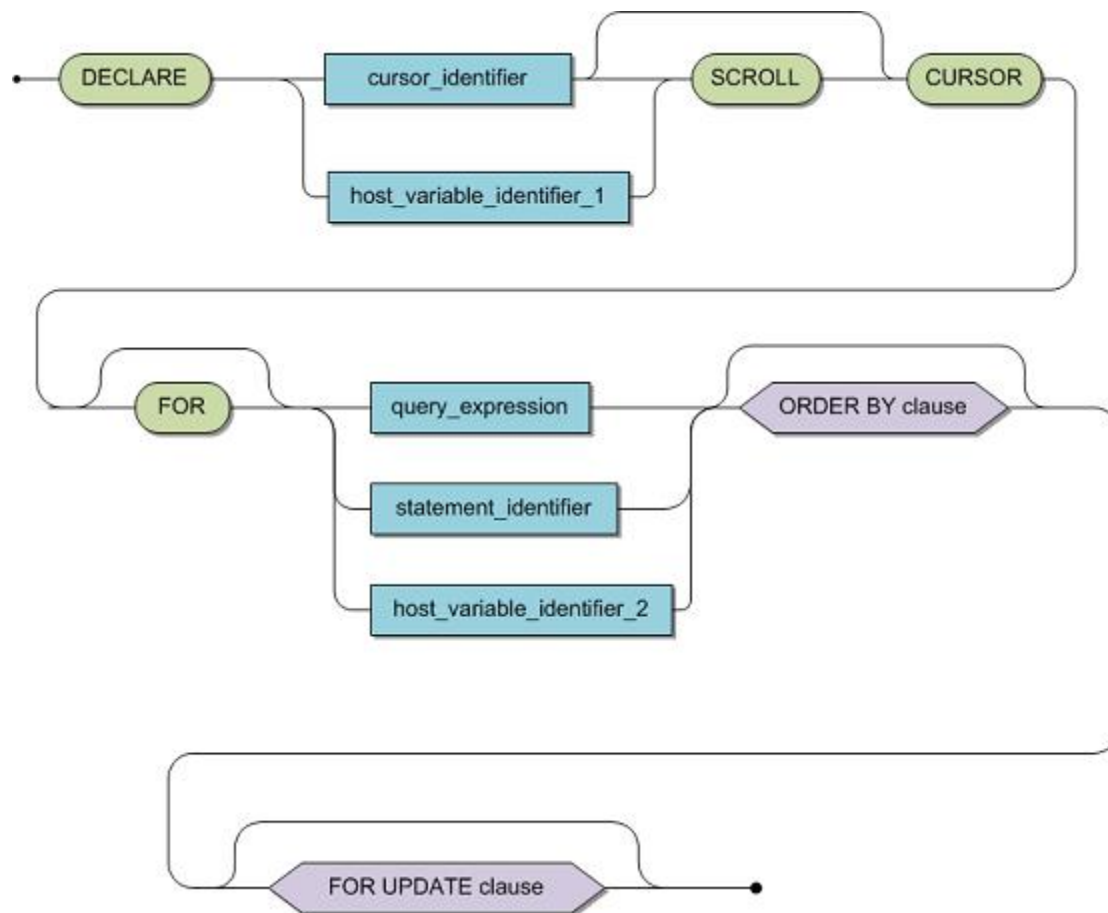 DECLARE
cursor_identifier
SCROLL
CURSOR
host_variable_identifier_1
FOR
query_expression
ORDER BY clause
statement_identifier
host_variable_identifier_2
FOR UPDATE clause